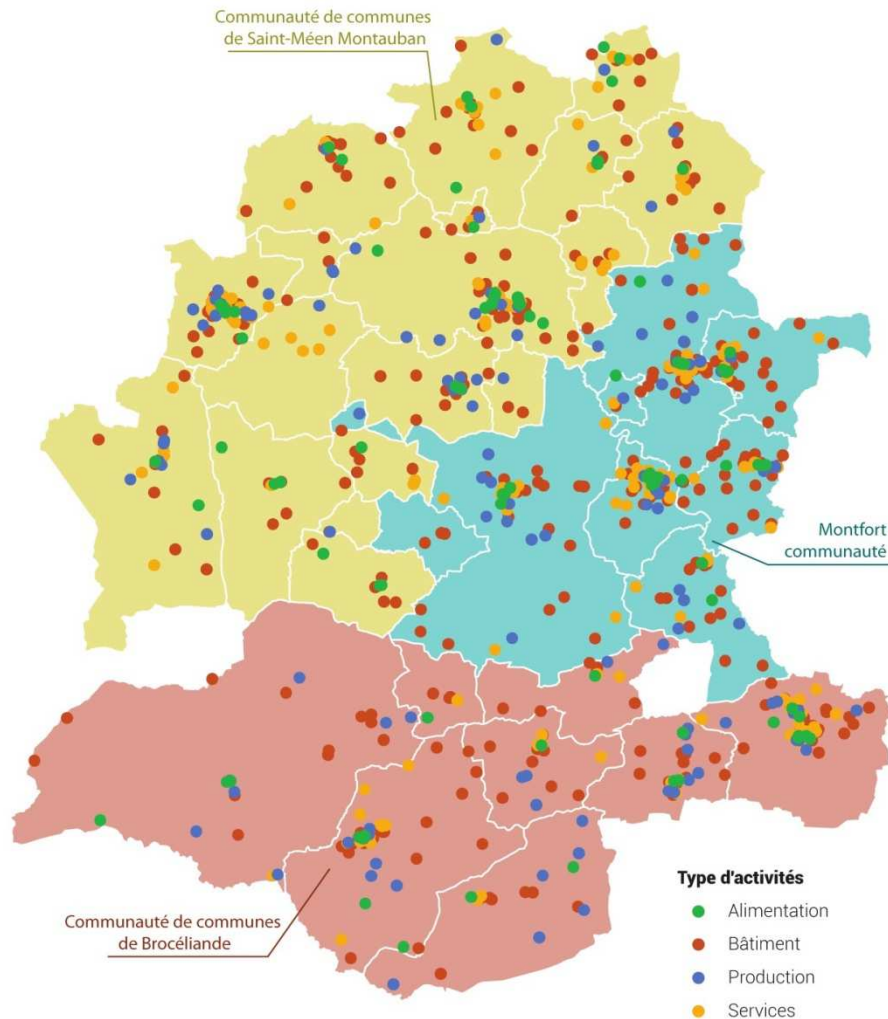 Communauté de communes
de Saint-Méen Montauban
Montfort
communauté
Communauté de communes
de Brocéliande
Type d'activités
Alimentation
Bâtiment
Production
Services